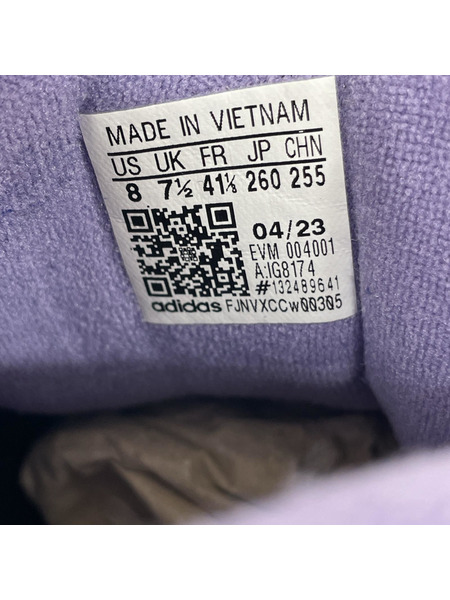 MADE IN VIETNAM
US UK FR JP CHN
8 7½ 41⅓ 260 255
04/23
EVM 004001
A:IG8174
#132489641
adidas FJNVXCCw00305